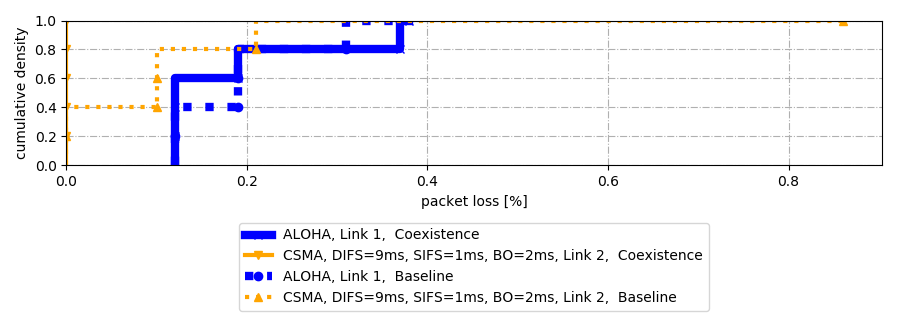 1.0
0.8
0.6
0.4
0.2
0.0
cumulative density
0.0 0.2 0.4 0.6 0.8
packet loss [%]
ALOHA, Link 1,  Coexistence
CSMA, DIFS=9ms, SIFS=1ms, BO=2ms, Link 2,  Coexistence
ALOHA, Link 1,  Baseline
CSMA, DIFS=9ms, SIFS=1ms, BO=2ms, Link 2,  Baseline